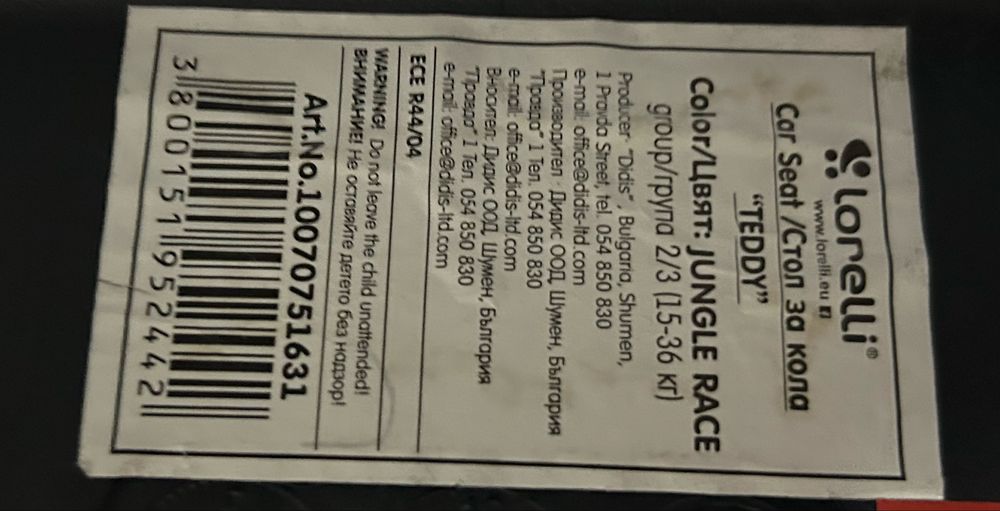 lorelli®
www.lorelli.eu
Car Seat /Стол за кола
"TEDDY"
Color/Цвят: JUNGLE RACE
group/група 2/3 (15-36 кг)
Producer - "Didis", Bulgaria, Shumen,
1 Pravda Street, tel. 054 850 830
e-mail: office@didis-ltd.com
Производител - Дидис ООД, Шумен, България
"Правда" 1 Тел. 054 850 830
e-mail: office@didis-ltd.com
Вносител: Дидис ООД, Шумен, България
"Правда" 1 Тел. 054 850 830
e-mail: office@didis-ltd.com
ECE R44/04
WARNING! Do not leave the child unattended!
ВНИМАНИЕ! Не оставяйте детето без надзор!
Art.No.10070751631
3800151952442